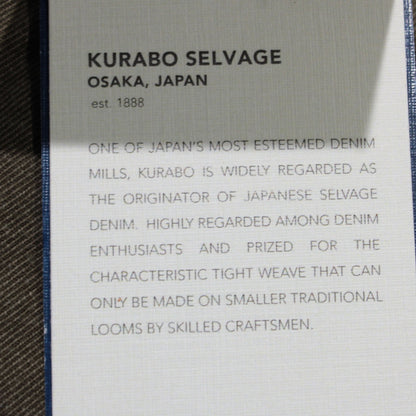 KURABO SELVAGE
OSAKA, JAPAN
est. 1888
ONE OF JAPAN'S MOST ESTEEMED DENIM
MILLS, KURABO IS WIDELY REGARDED AS
THE ORIGINATOR OF JAPANESE SELVAGE
DENIM. HIGHLY REGARDED AMONG DENIM
ENTHUSIASTS AND PRIZED FOR THE
CHARACTERISTIC TIGHT WEAVE THAT CAN
ONLY BE MADE ON SMALLER TRADITIONAL
LOOMS BY SKILLED CRAFTSMEN.